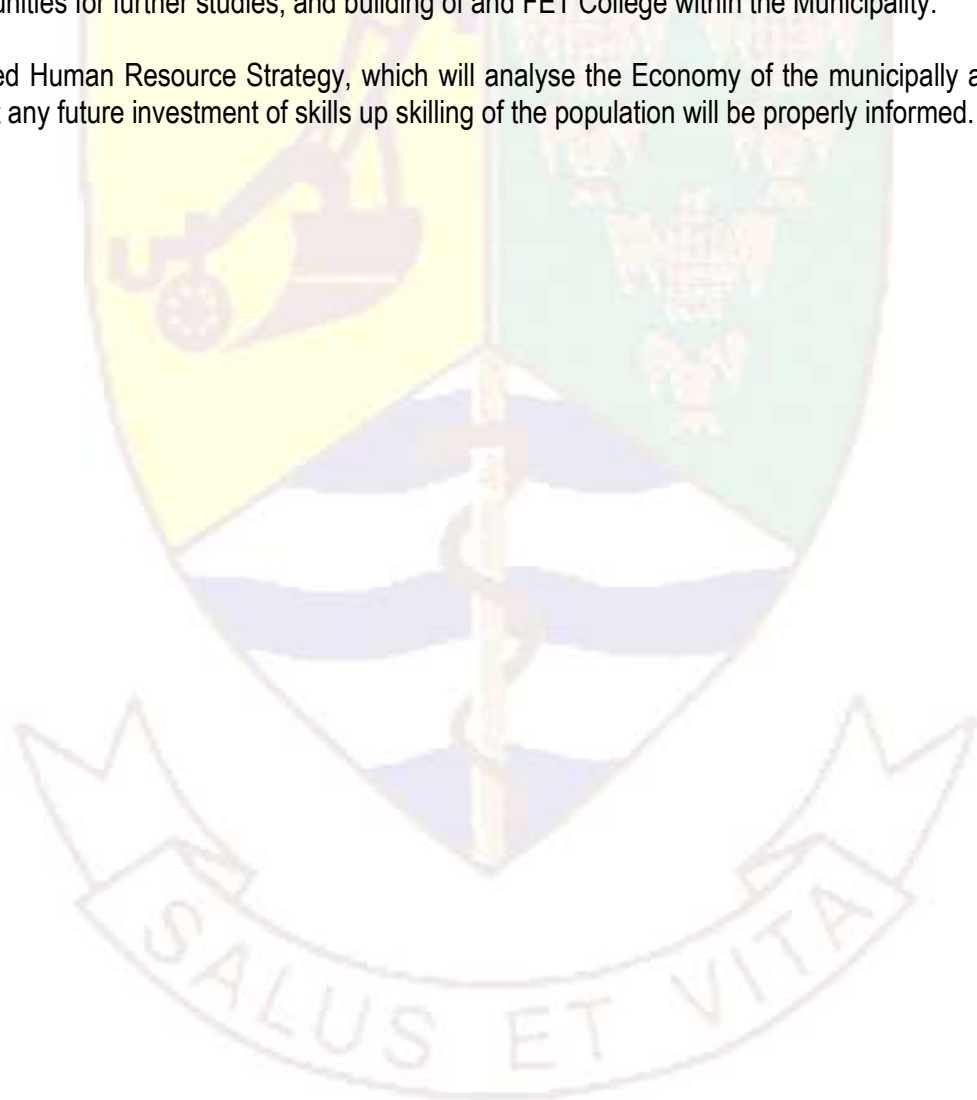 unities for further studies, and building of and FET College within the Municipality.
ed Human Resource Strategy, which will analyse the Economy of the municipally a
t any future investment of skills up skilling of the population will be properly informed.
SALUS ET VITA